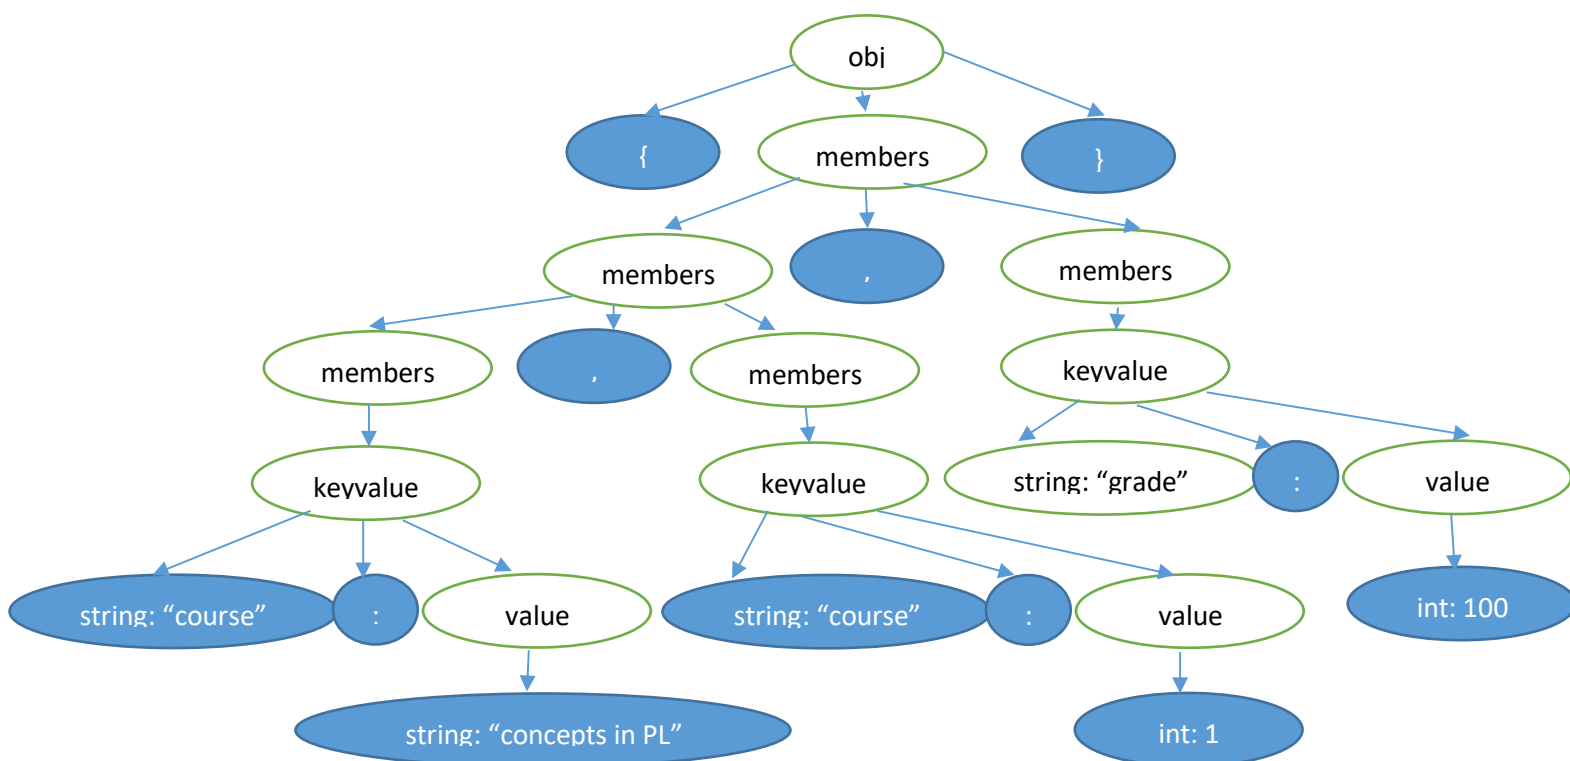 obj
{
members
}
members
,
members
members
,
members
keyvalue
keyvalue
keyvalue
string: “grade”
:
value
string: “course”
:
value
string: “course”
:
value
int: 100
string: “concepts in PL”
int: 1